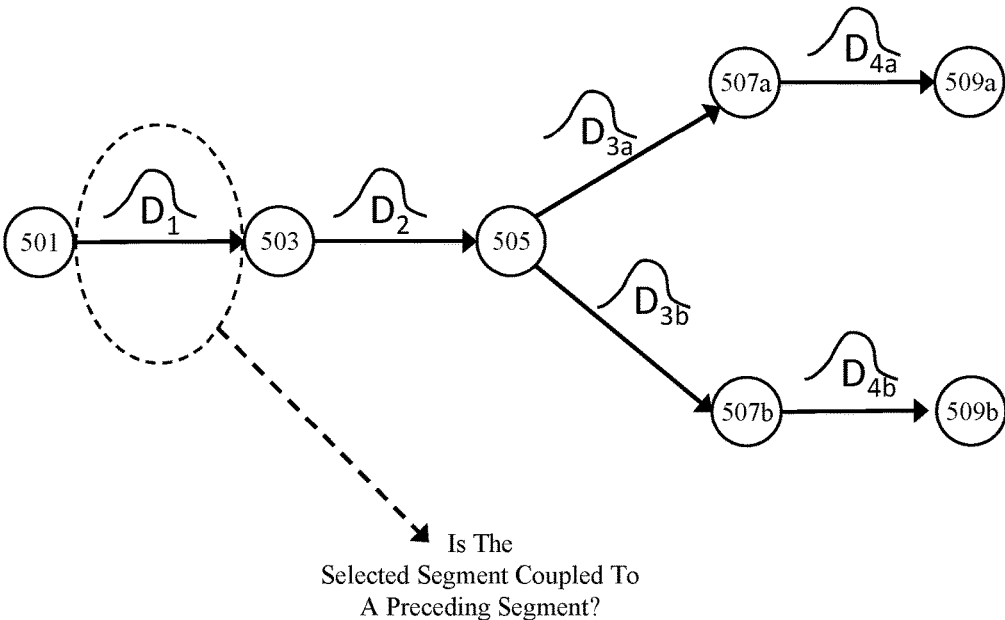 D4a
507a
509a
D3a
D1
D2
501
503
505
D3b
D4b
507b
509b
Is The
Selected Segment Coupled To
A Preceding Segment?